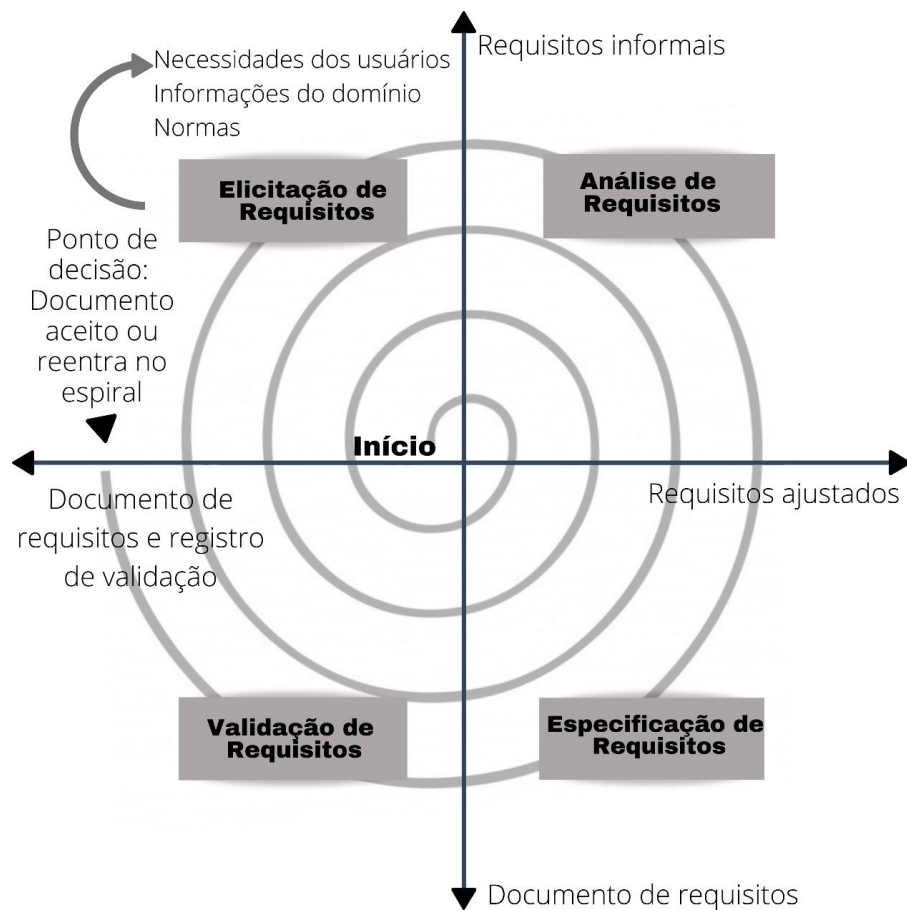 Requisitos informais
Necessidades dos usuários
Informações do domínio
Normas
Elicitação de
Requisitos
Análise de
Requisitos
Ponto de
decisão:
Documento
aceito ou
reentra no
espiral
Início
Requisitos ajustados
Documento de
requisitos e registro
de validação
Validação de
Requisitos
Especificação de
Requisitos
Documento de requisitos